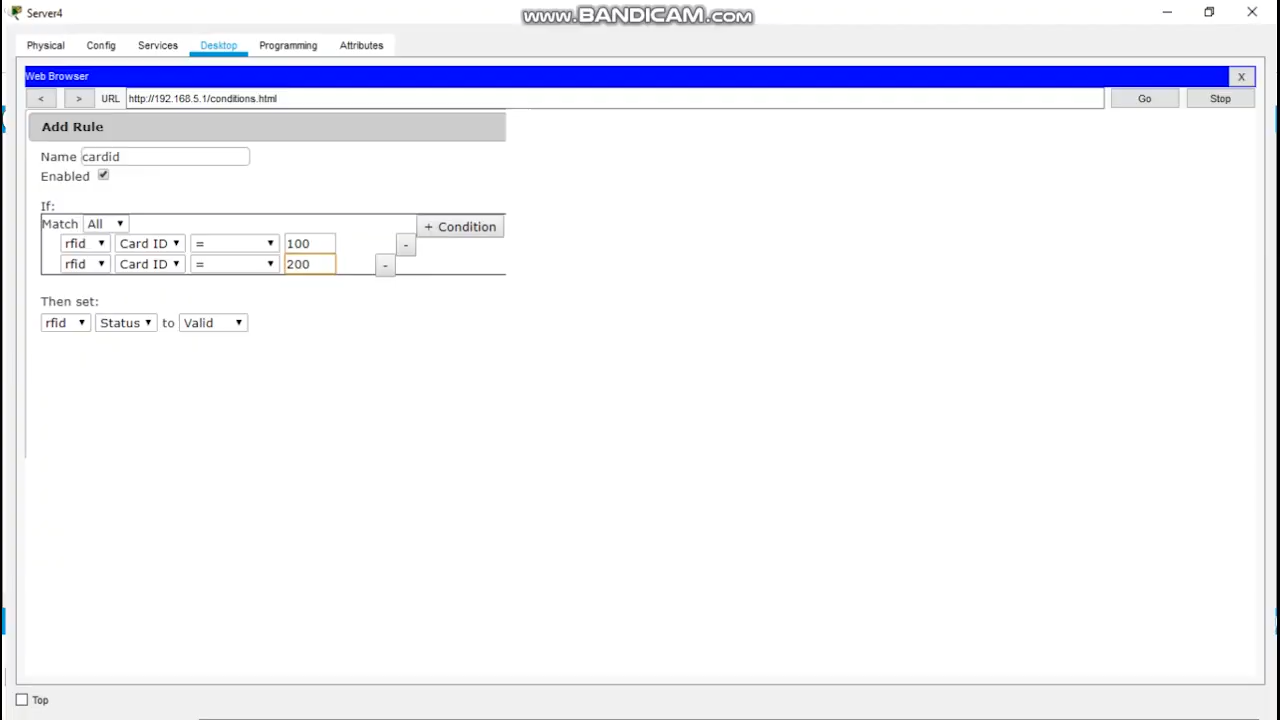 Server4
www.BANDICAM.com
Physical Config Services Desktop Programming Attributes
Web Browser X
< > URL http://192.168.5.1/conditions.html Go Stop
Add Rule
Name cardid
Enabled
If:
Match All + Condition
rfid Card ID = 100 -
rfid Card ID = 200 -
Then set:
rfid Status to Valid
Top